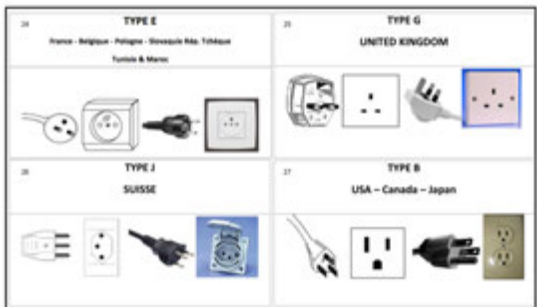 24
TYPE E
France - Belgique - Pologne - Slovaquie Rép. Tchèque
Tunisie & Maroc
25
TYPE G
UNITED KINGDOM
26
TYPE J
SUISSE
27
TYPE B
USA – Canada – Japan